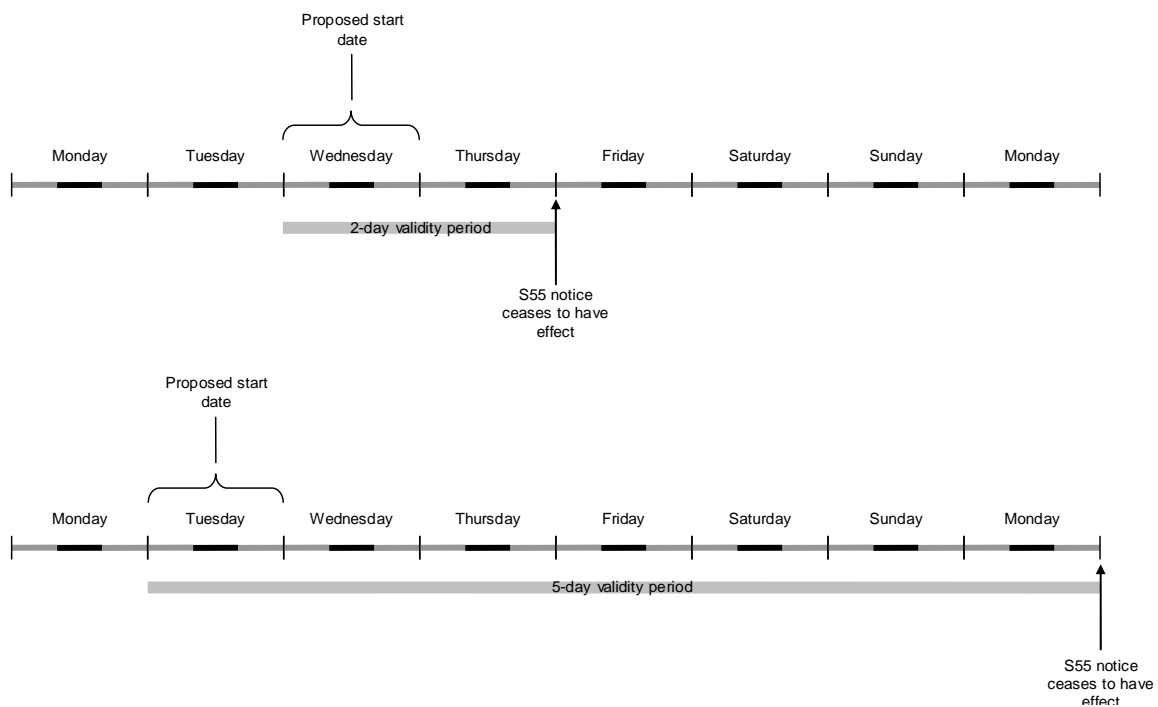 Proposed start
date
Monday Tuesday Wednesday Thursday Friday Saturday Sunday Monday
2-day validity period
S55 notice
ceases to have
effect
Proposed start
date
Monday Tuesday Wednesday Thursday Friday Saturday Sunday Monday
5-day validity period
S55 notice
ceases to have
effect